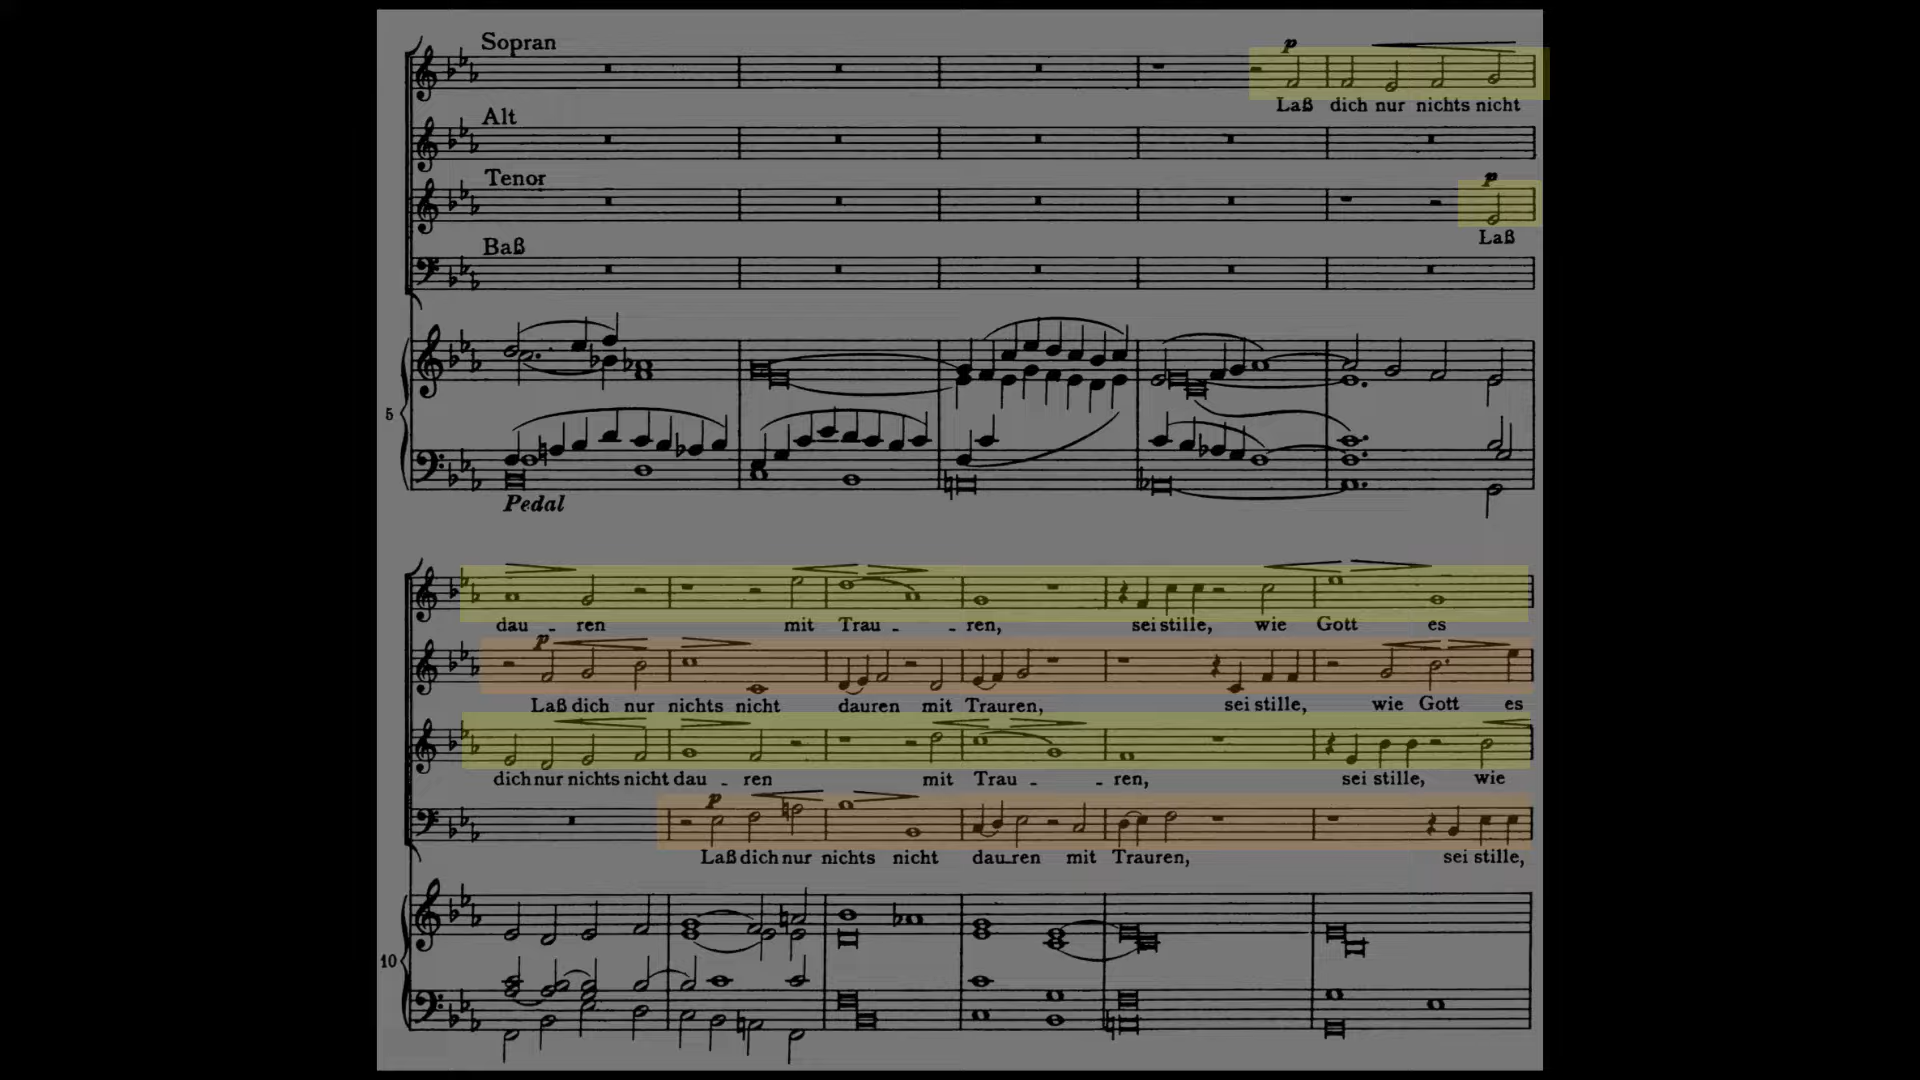 Sopran
p
Laß dich nur nichts nicht
Alt
Tenor
p
Laß
Baß
5
Pedal
dau - ren mit Trau - - ren, sei stille, wie Gott es
p
Laß dich nur nichts nicht dauren mit Trauren, sei stille, wie Gott es
dich nur nichts nicht dau - ren mit Trau - - ren, sei stille, wie
p
Laß dich nur nichts nicht dauren mit Trauren, sei stille,
10